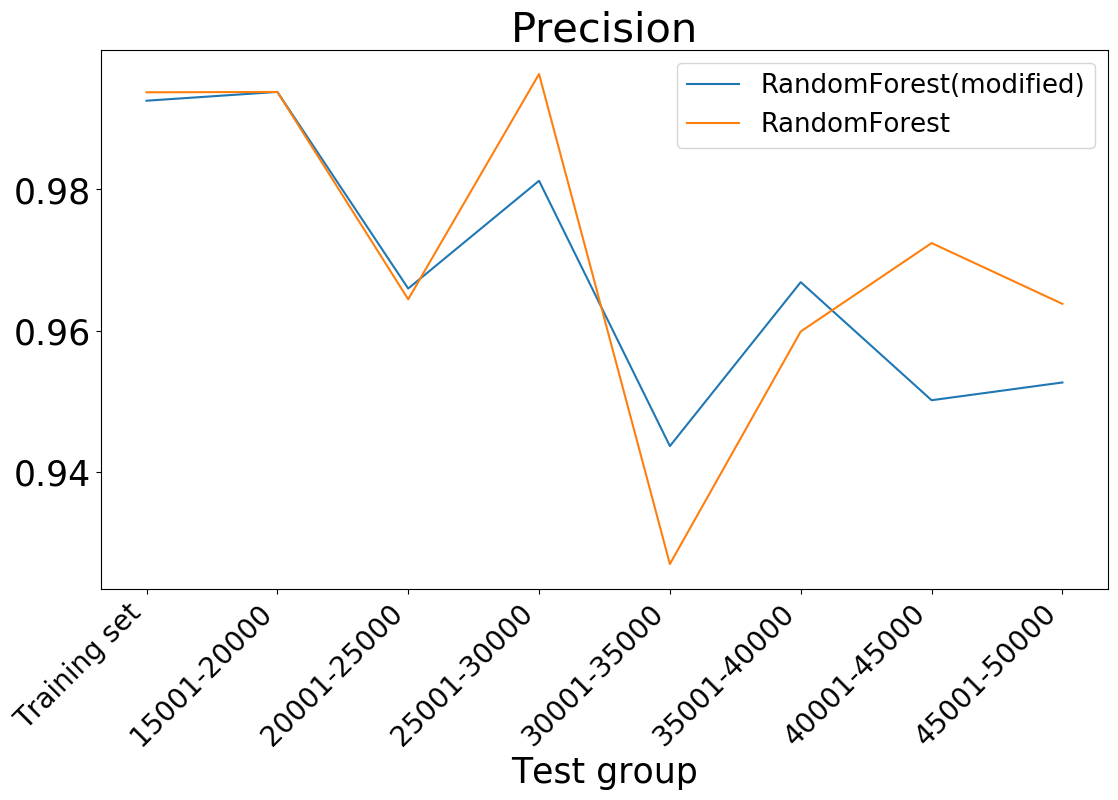 Precision
RandomForest(modified)
RandomForest
0.98
0.96
0.94
Training set
15001-20000
20001-25000
25001-30000
30001-35000
35001-40000
40001-45000
45001-50000
Test group